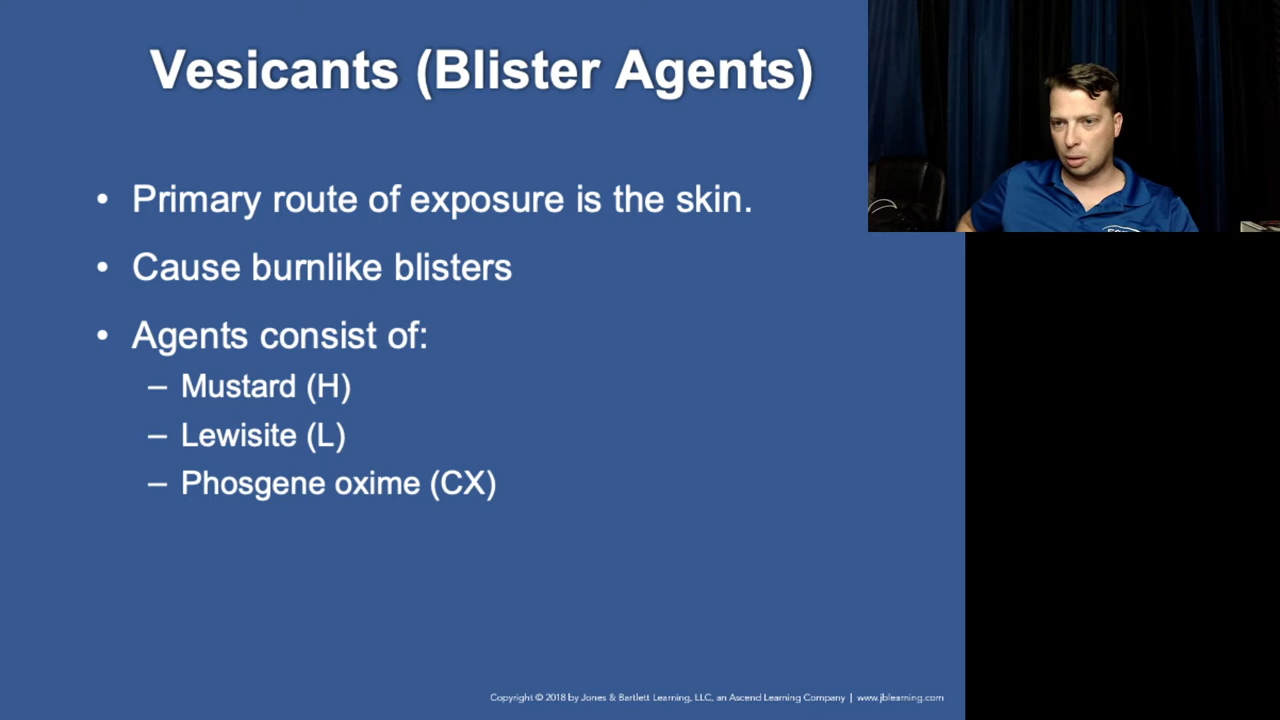 Vesicants (Blister Agents)
• Primary route of exposure is the skin.
• Cause burnlike blisters
• Agents consist of:
– Mustard (H)
– Lewisite (L)
– Phosgene oxime (CX)
Copyright © 2018 by Jones & Bartlett Learning, LLC, an Ascend Learning Company | www.jblearning.com